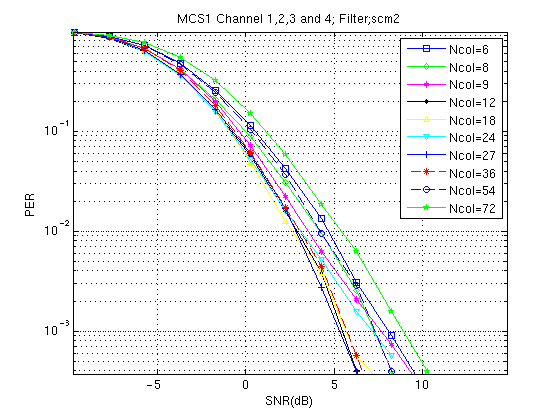 MCS1 Channel 1,2,3 and 4; Filter;scm2
Ncol=6
Ncol=8
Ncol=9
Ncol=12
Ncol=18
Ncol=24
Ncol=27
Ncol=36
Ncol=54
Ncol=72
10^-1
10^-2
10^-3
PER
-5
0
5
10
SNR(dB)